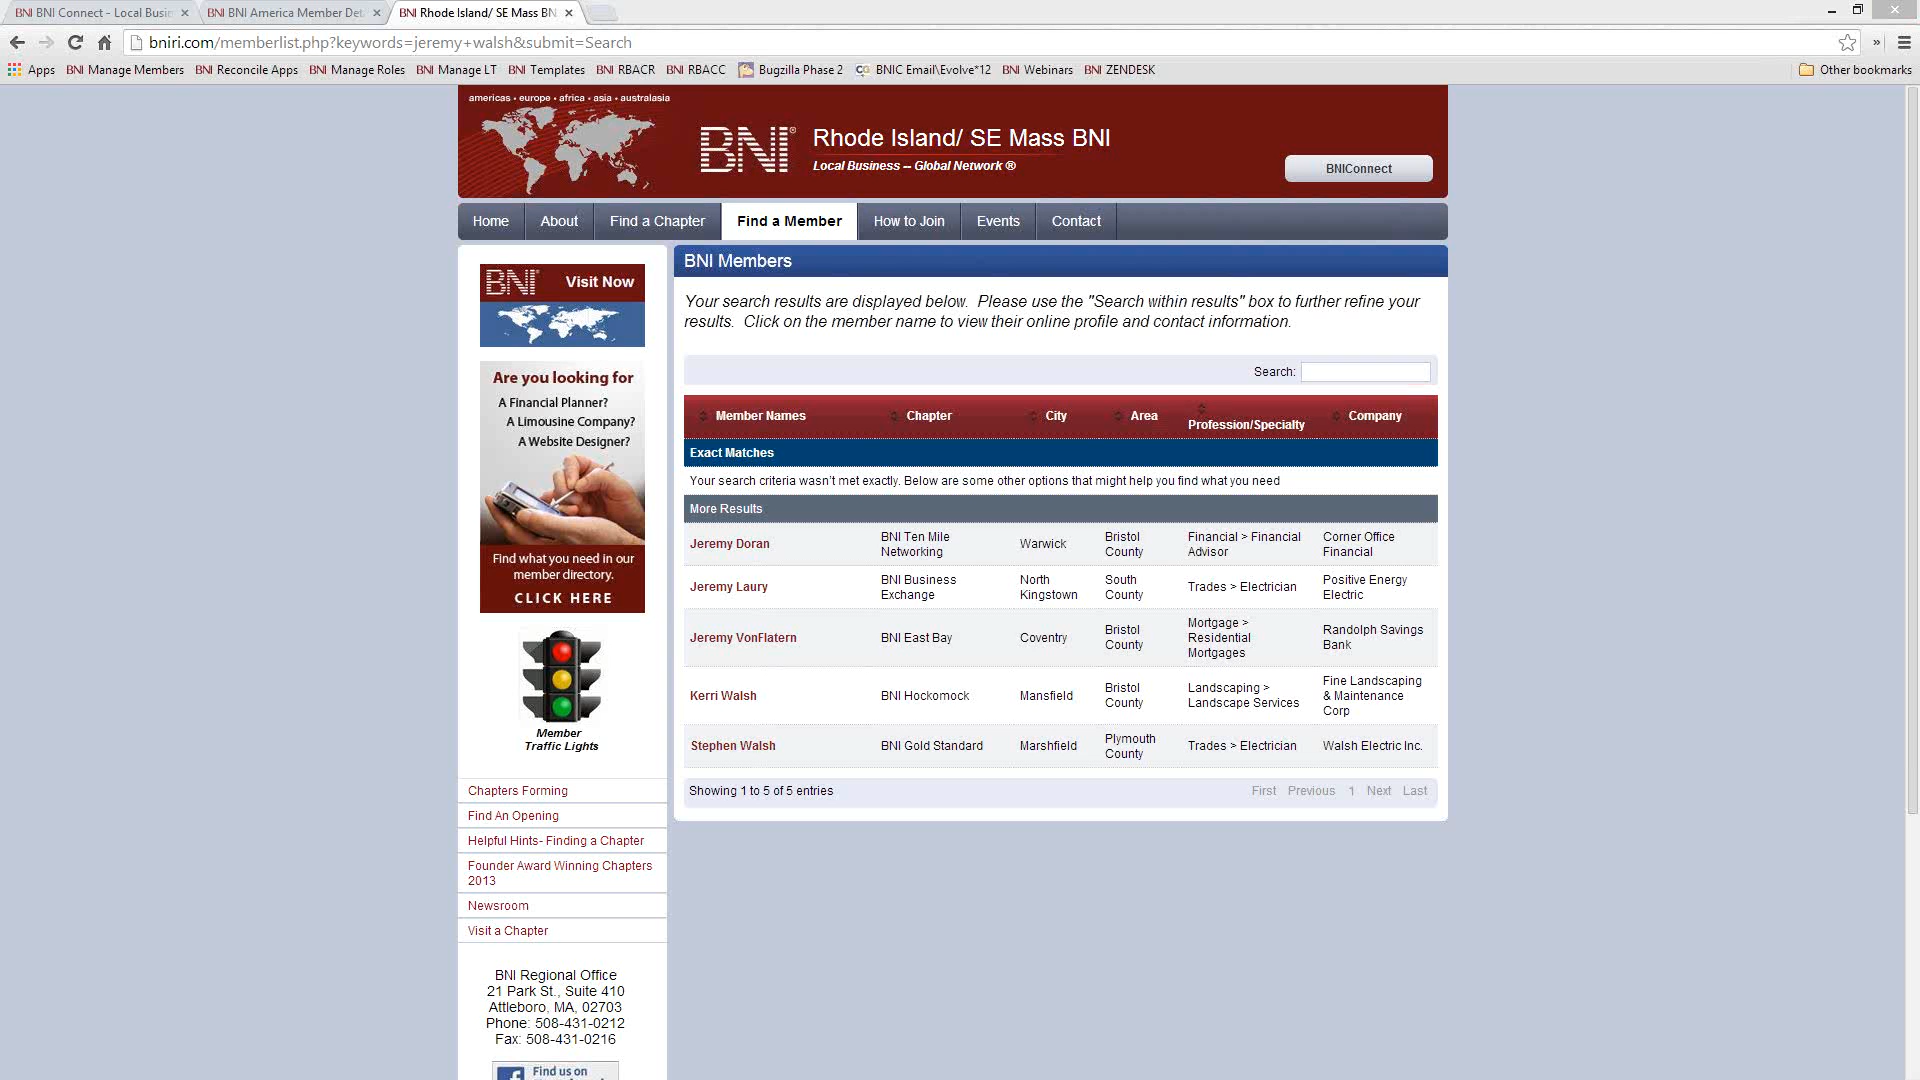 BNI BNI Connect - Local Busin
BNI BNI America Member Det
BNI Rhode Island/ SE Mass BN
bniri.com/memberlist.php?keywords=jeremy+walsh&submit=Search
Apps BNI Manage Members BNI Reconcile Apps BNI Manage Roles BNI Manage LT BNI Templates BNI RBACR BNI RBACC Bugzilla Phase 2 BNIC Email\Evolve*12 BNI Webinars BNI ZENDESK Other bookmarks
americas • europe • africa • asia • australasia
BNI® Rhode Island/ SE Mass BNI
Local Business -- Global Network ®
BNIConnect
Home About Find a Chapter Find a Member How to Join Events Contact
BNI® Visit Now
Are you looking for
A Financial Planner?
A Limousine Company?
A Website Designer?
Find what you need in our
member directory.
CLICK HERE
Member
Traffic Lights
Chapters Forming
Find An Opening
Helpful Hints- Finding a Chapter
Founder Award Winning Chapters
2013
Newsroom
Visit a Chapter
BNI Regional Office
21 Park St., Suite 410
Attleboro, MA, 02703
Phone: 508-431-0212
Fax: 508-431-0216
Find us on
BNI Members
Your search results are displayed below. Please use the "Search within results" box to further refine your
results. Click on the member name to view their online profile and contact information.
Search:
Member Names Chapter City Area Profession/Specialty Company
Exact Matches
Your search criteria wasn't met exactly. Below are some other options that might help you find what you need
More Results
Jeremy Doran
BNI Ten Mile
Networking
Warwick
Bristol
County
Financial > Financial
Advisor
Corner Office
Financial
Jeremy Laury
BNI Business
Exchange
North
Kingstown
South
County
Trades > Electrician
Positive Energy
Electric
Jeremy VonFlatern
BNI East Bay
Coventry
Bristol
County
Mortgage >
Residential
Mortgages
Randolph Savings
Bank
Kerri Walsh
BNI Hockomock
Mansfield
Bristol
County
Landscaping >
Landscape Services
Fine Landscaping
& Maintenance
Corp
Stephen Walsh
BNI Gold Standard
Marshfield
Plymouth
County
Trades > Electrician
Walsh Electric Inc.
Showing 1 to 5 of 5 entries
First Previous 1 Next Last